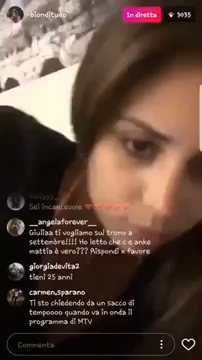 biondituco
In diretta
3035
Sei incantevole
__angelaforever__
Giuliaa ti vogliamo sul trono a
settembre!!!! Ho letto che c e anke
mattia è vero??? Rispondi x favore
giorgiadevita2
tieni 25 anni
carmen_sparano
Ti sto chiedendo da un sacco di
tempoooo quando va in onda il
programma di MTV
Commenta